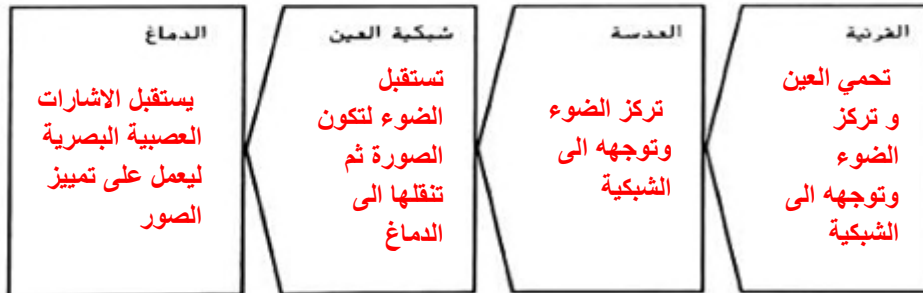 القرنية
تحمي العين
و تركز
الضوء
وتوجهه الى
الشبكية
العدسة
تركز الضوء
وتوجهه الى
الشبكية
شبكية العين
تستقبل
الضوء لتكون
الصورة ثم
تنقلها الى
الدماغ
الدماغ
يستقبل الاشارات
العصبية البصرية
ليعمل على تمييز
الصور